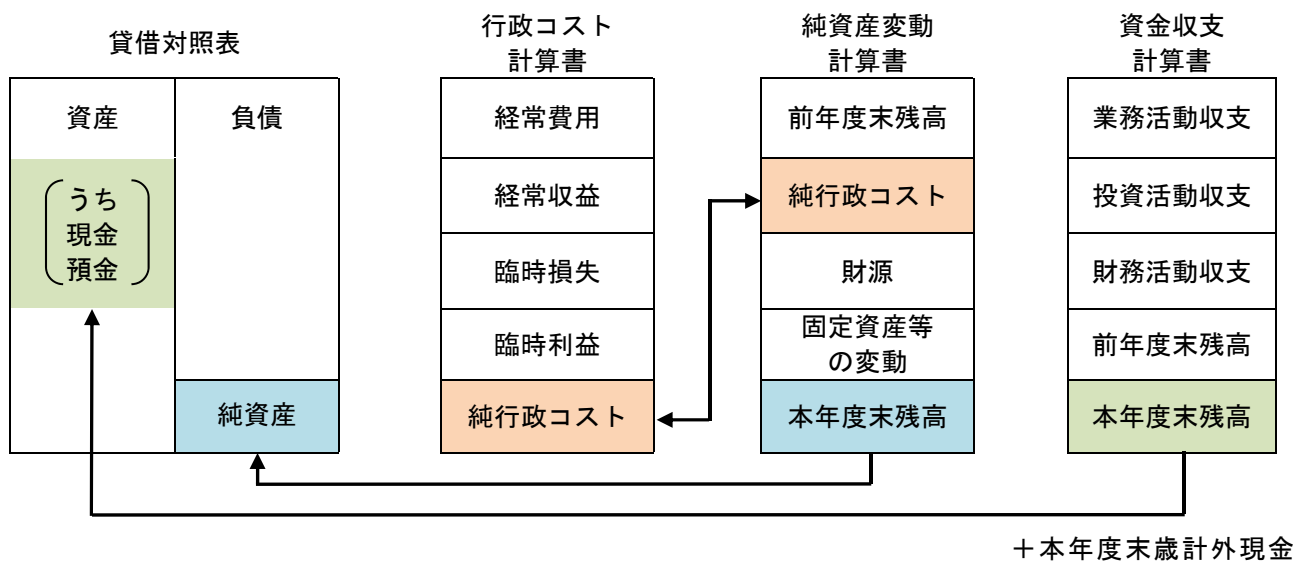 貸借対照表
資産
負債
うち
現金
預金
純資産
行政コスト
計算書
経常費用
経常収益
臨時損失
臨時利益
純行政コスト
純資産変動
計算書
前年度末残高
純行政コスト
財源
固定資産等
の変動
本年度末残高
資金収支
計算書
業務活動収支
投資活動収支
財務活動収支
前年度末残高
本年度末残高
＋本年度末歳計外現金